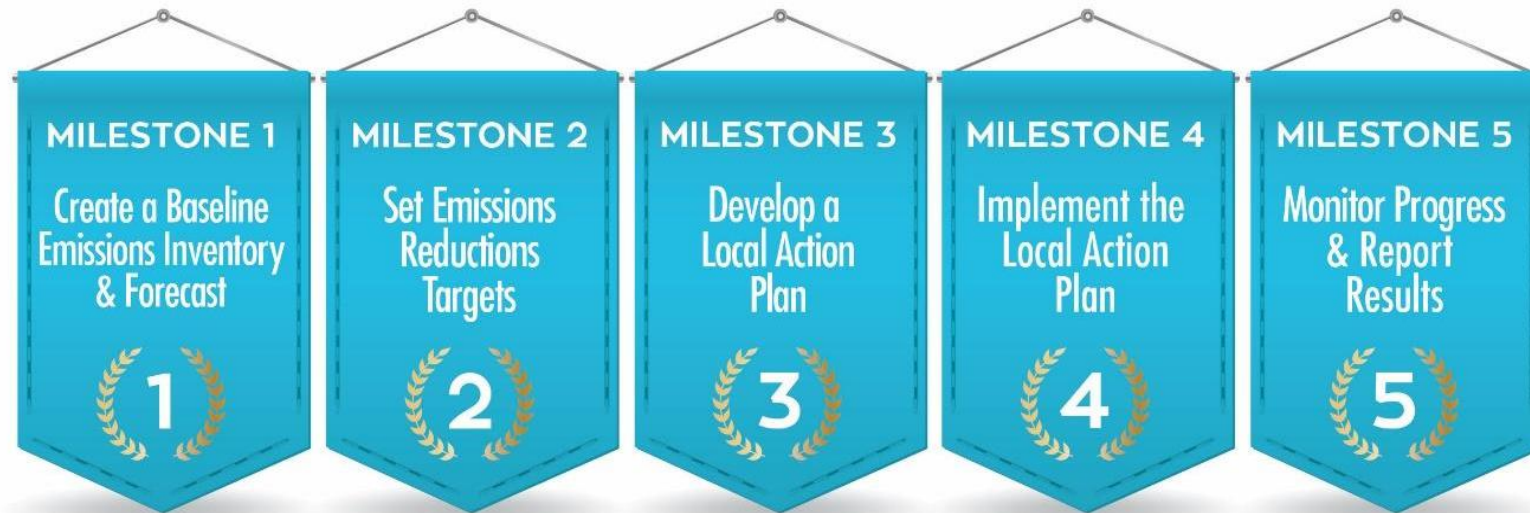 MILESTONE 1
Create a Baseline
Emissions Inventory
& Forecast
1
MILESTONE 2
Set Emissions
Reductions
Targets
2
MILESTONE 3
Develop a
Local Action
Plan
3
MILESTONE 4
Implement the
Local Action
Plan
4
MILESTONE 5
Monitor Progress
& Report
Results
5